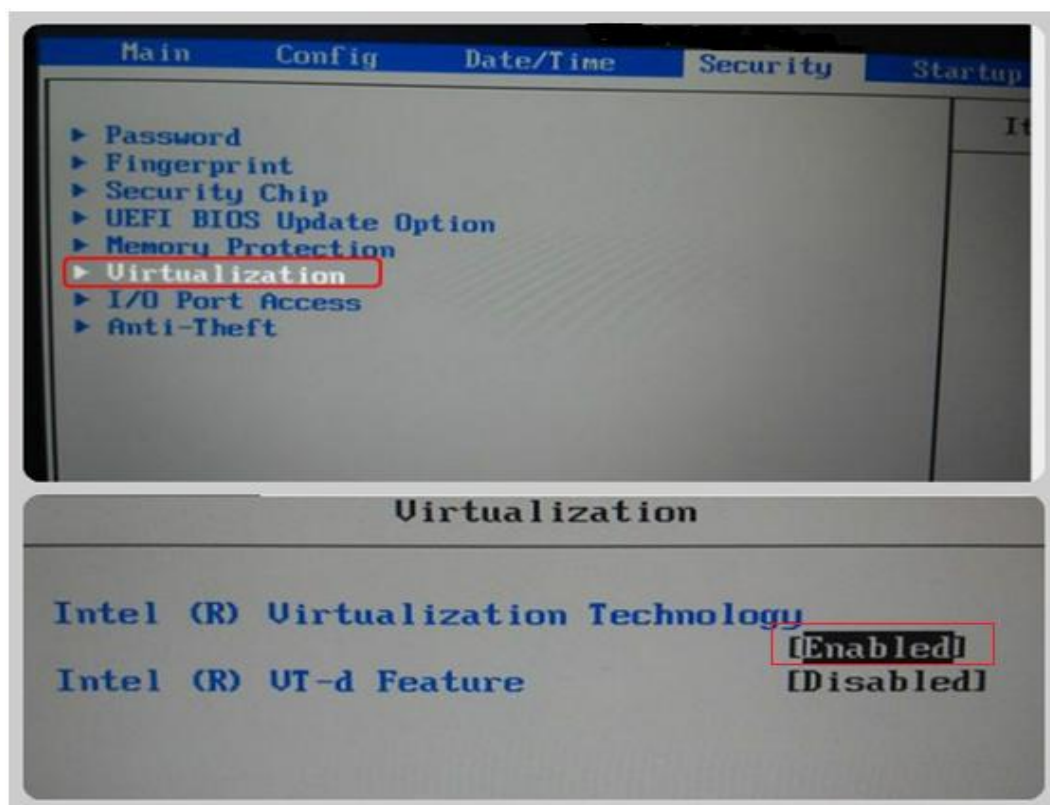 Main Config Date/Time Security Startup
▶ Password
▶ Fingerprint
▶ Security Chip
▶ UEFI BIOS Update Option
▶ Memory Protection
▶ Virtualization
▶ I/O Port Access
▶ Anti-Theft
Virtualization
Intel (R) Virtualization Technology
[Enabled]
Intel (R) VT-d Feature [Disabled]